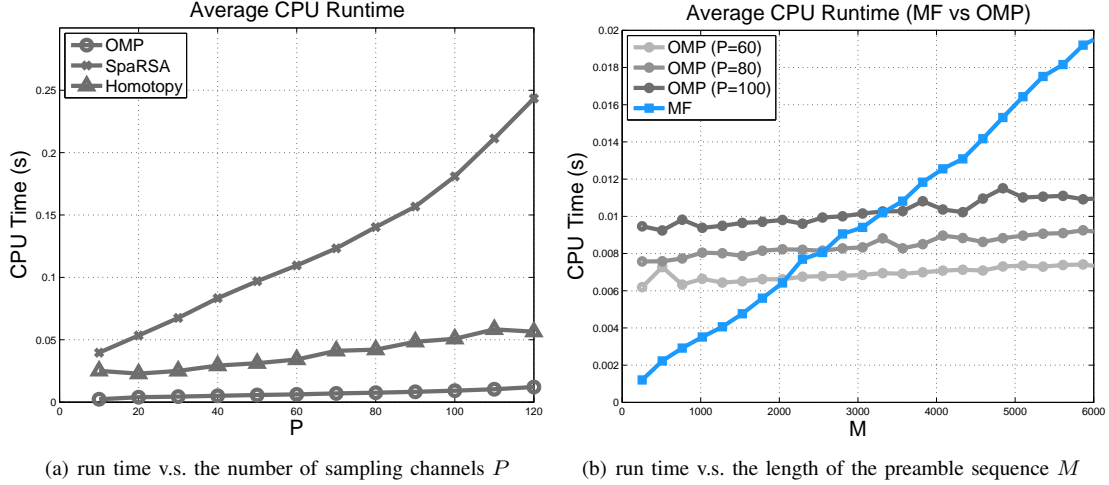 Average CPU Runtime
OMP
SpaRSA
Homotopy
0.25
0.2
0.15
0.1
0.05
0
0 20 40 60 80 100 120
CPU Time (s)
P
(a) run time v.s. the number of sampling channels P
Average CPU Runtime (MF vs OMP)
OMP (P=60)
OMP (P=80)
OMP (P=100)
MF
0.02
0.018
0.016
0.014
0.012
0.01
0.008
0.006
0.004
0.002
0
0 1000 2000 3000 4000 5000 6000
CPU Time (s)
M
(b) run time v.s. the length of the preamble sequence M